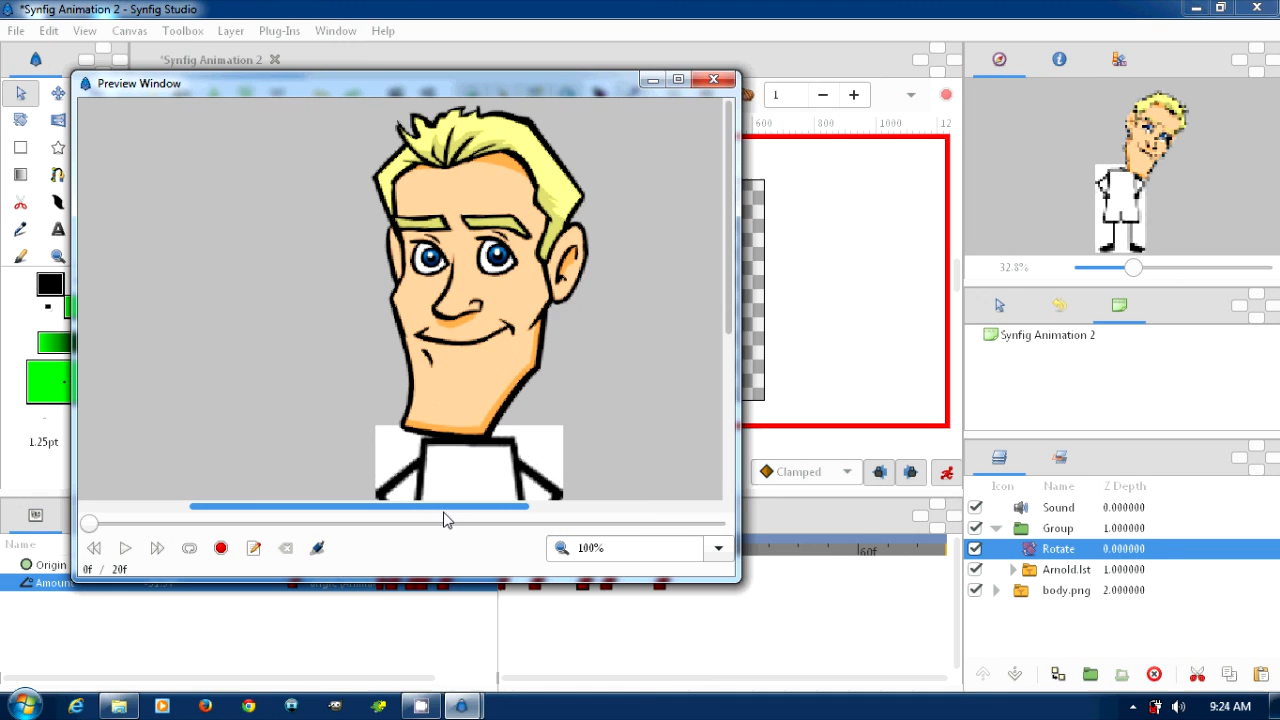 *Synfig Animation 2 - Synfig Studio
File Edit View Canvas Toolbox Layer Plug-Ins Window Help
*Synfig Animation 2
Preview Window
1
600 800 1000 12
32.8%
Synfig Animation 2
1.25pt
Clamped
Icon Name Z Depth
Sound 0.000000
Group 1.000000
Rotate 0.000000
Arnold.lst 1.000000
body.png 2.000000
100%
0f / 20f
Name
Origin
Amoun
60f
9:24 AM